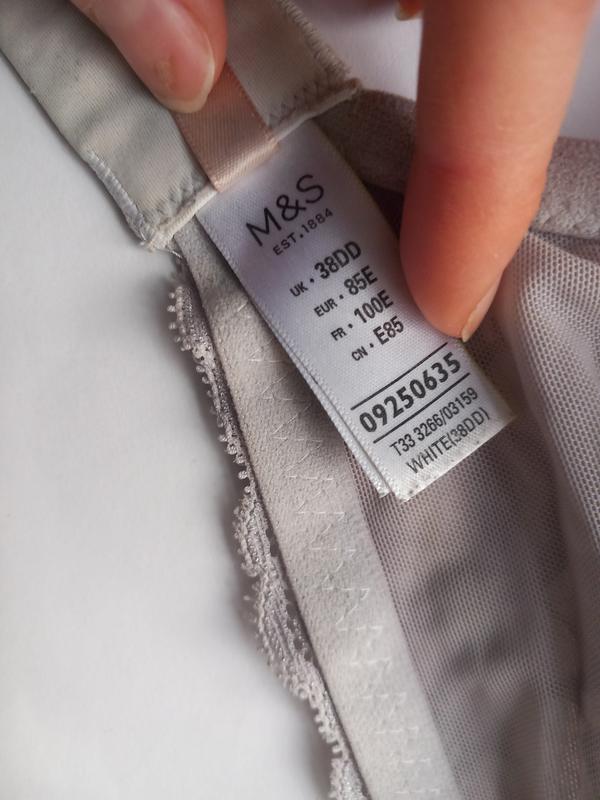 M&S
EST. 1884
UK • 38DD
EUR • 85E
FR • 100E
CN • E85
09250635
T33 3266/03159
WHITE(38DD)